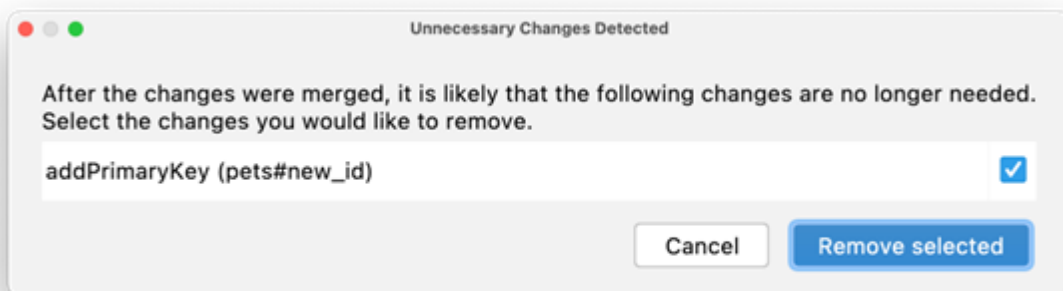 Unnecessary Changes Detected
After the changes were merged, it is likely that the following changes are no longer needed.
Select the changes you would like to remove.
addPrimaryKey (pets#new_id)
Cancel
Remove selected